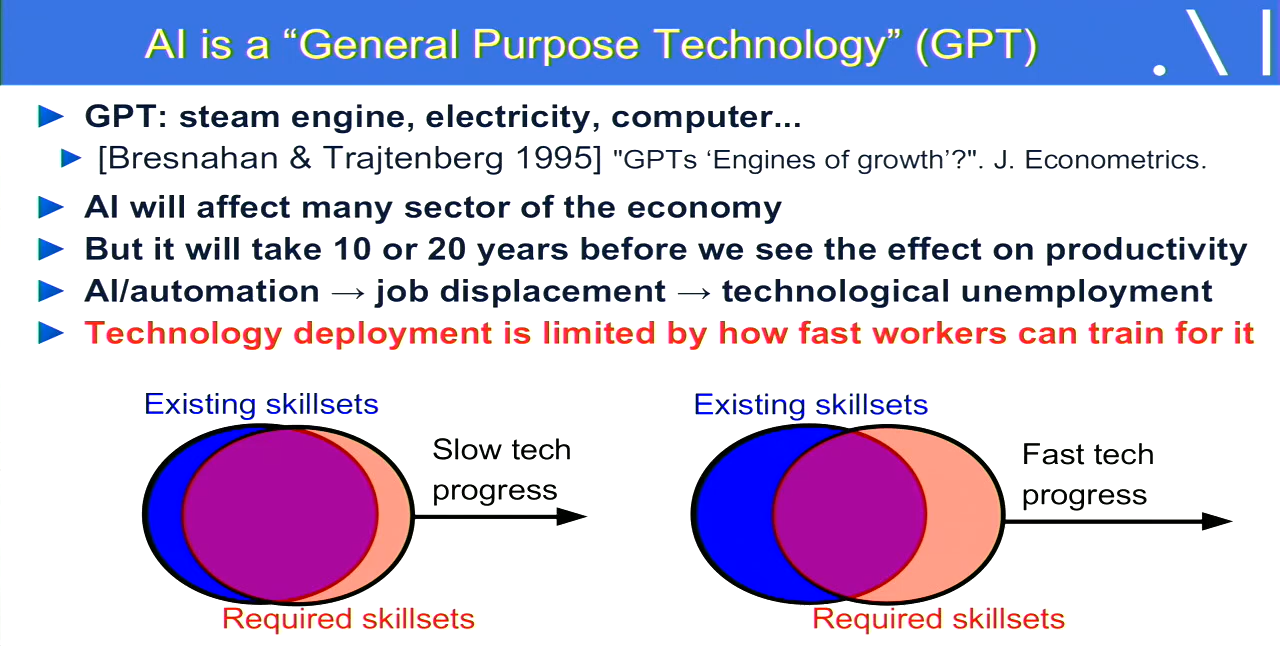 AI is a “General Purpose Technology” (GPT)
GPT: steam engine, electricity, computer...
[Bresnahan & Trajtenberg 1995] "GPTs ‘Engines of growth’?". J. Econometrics.
AI will affect many sector of the economy
But it will take 10 or 20 years before we see the effect on productivity
AI/automation → job displacement → technological unemployment
Technology deployment is limited by how fast workers can train for it
Existing skillsets
Slow tech
progress
Required skillsets
Existing skillsets
Fast tech
progress
Required skillsets